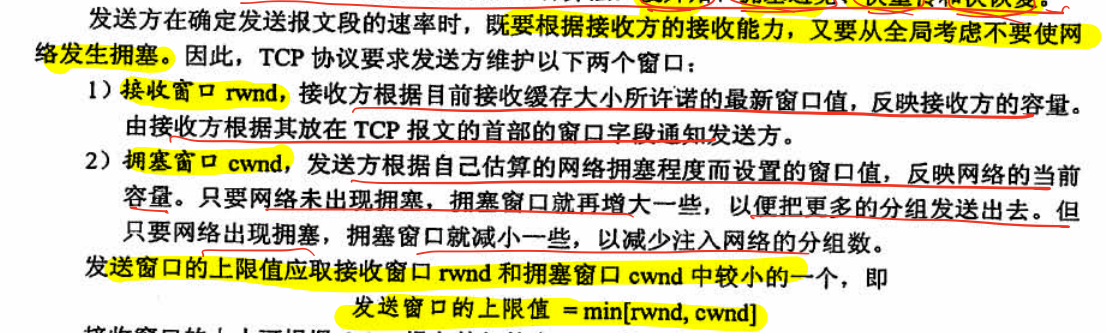 快重传和快恢复。
发送方在确定发送报文段的速率时，既要根据接收方的接收能力，又要从全局考虑不要使网
络发生拥塞。因此，TCP 协议要求发送方维护以下两个窗口：
1）接收窗口 rwnd，接收方根据目前接收缓存大小所许诺的最新窗口值，反映接收方的容量。
由接收方根据其放在 TCP 报文的首部的窗口字段通知发送方。
2）拥塞窗口 cwnd，发送方根据自己估算的网络拥塞程度而设置的窗口值，反映网络的当前
容量。只要网络未出现拥塞，拥塞窗口就再增大一些，以便把更多的分组发送出去。但
只要网络出现拥塞，拥塞窗口就减小一些，以减少注入网络的分组数。
发送窗口的上限值应取接收窗口 rwnd 和拥塞窗口 cwnd 中较小的一个，即
发送窗口的上限值 = min[rwnd, cwnd]